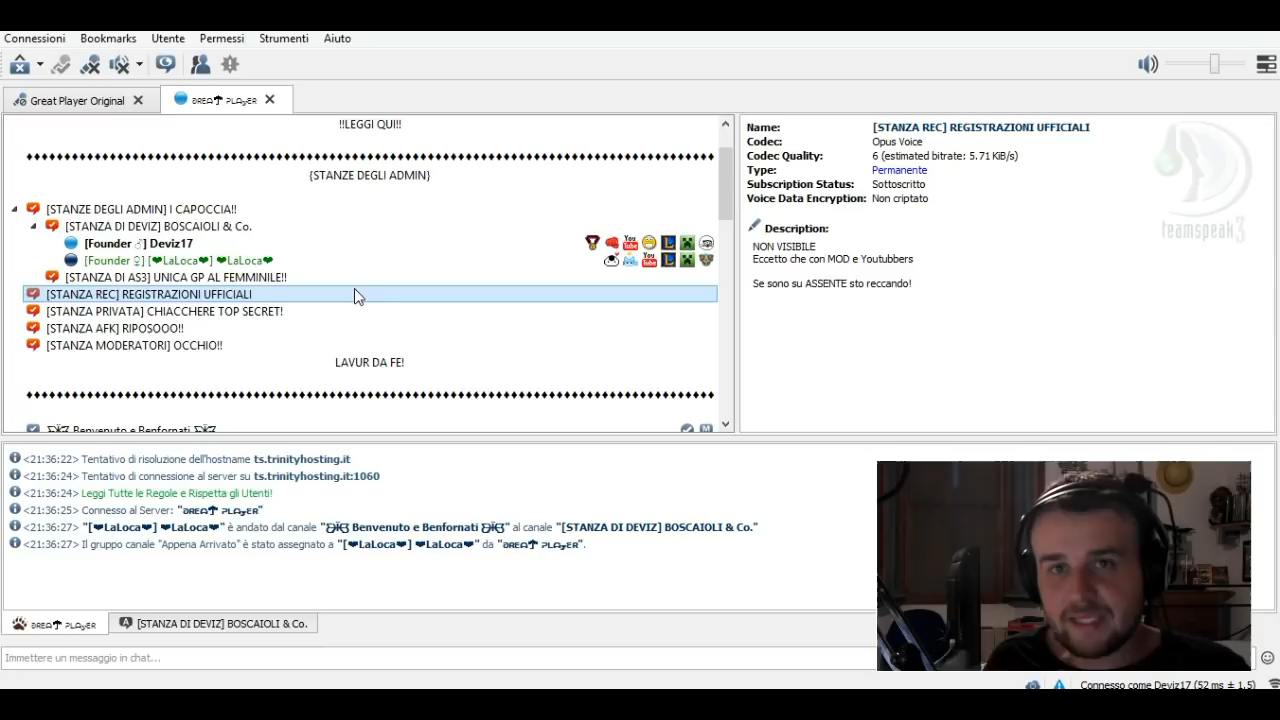 Connessioni Bookmarks Utente Permessi Strumenti Aiuto
Great Player Original
!!LEGGI QUI!!
{STANZE DEGLI ADMIN}
[STANZE DEGLI ADMIN] I CAPOCCIA!!
[STANZA DI DEVIZ] BOSCAIOLI & Co.
[Founder ♂] Deviz17
[Founder ♀] [❤LaLoca❤] ❤LaLoca❤
[STANZA DI AS3] UNICA GP AL FEMMINILE!!
[STANZA REC] REGISTRAZIONI UFFICIALI
[STANZA PRIVATA] CHIACCHERE TOP SECRET!
[STANZA AFK] RIPOSOOO!!
[STANZA MODERATORI] OCCHIO!!
LAVUR DA FE!
Benvenuto e Benfornati
Name: [STANZA REC] REGISTRAZIONI UFFICIALI
Codec: Opus Voice
Codec Quality: 6 (estimated bitrate: 5.71 KiB/s)
Type: Permanente
Subscription Status: Sottoscritto
Voice Data Encryption: Non criptato
Description:
NON VISIBILE
Eccetto che con MOD e Youtubbers
Se sono su ASSENTE sto reccando!
teamspeak3
<21:36:22> Tentativo di risoluzione dell'hostname ts.trinityhosting.it
<21:36:24> Tentativo di connessione al server su ts.trinityhosting.it:1060
<21:36:24> Leggi Tutte le Regole e Rispetta gli Utenti!
<21:36:25> Connesso al Server:
<21:36:27> "[❤LaLoca❤] ❤LaLoca❤" è andato dal canale "Benvenuto e Benfornati" al canale "[STANZA DI DEVIZ] BOSCAIOLI & Co."
<21:36:27> Il gruppo canale "Appena Arrivato" è stato assegnato a "[❤LaLoca❤] ❤LaLoca❤" da
[STANZA DI DEVIZ] BOSCAIOLI & Co.
Immettere un messaggio in chat...
Connesso come Deviz17 (52 ms ± 1.5)